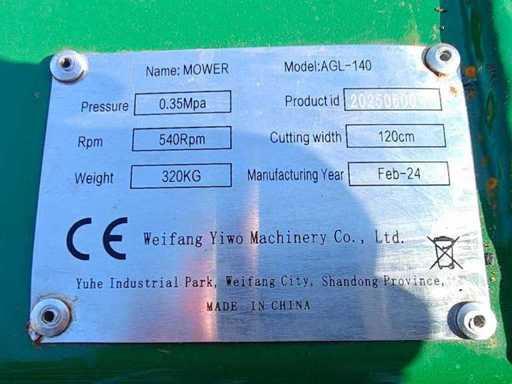 Name: MOWER Model: AGL-140
Pressure 0.35Mpa Product id
Rpm 540Rpm Cutting width 120cm
Weight 320KG Manufacturing Year Feb-24
CE Weifang Yiwo Machinery Co., Ltd.
Yuhe Industrial Park, Weifang City, Shandong Province,
MADE IN CHINA